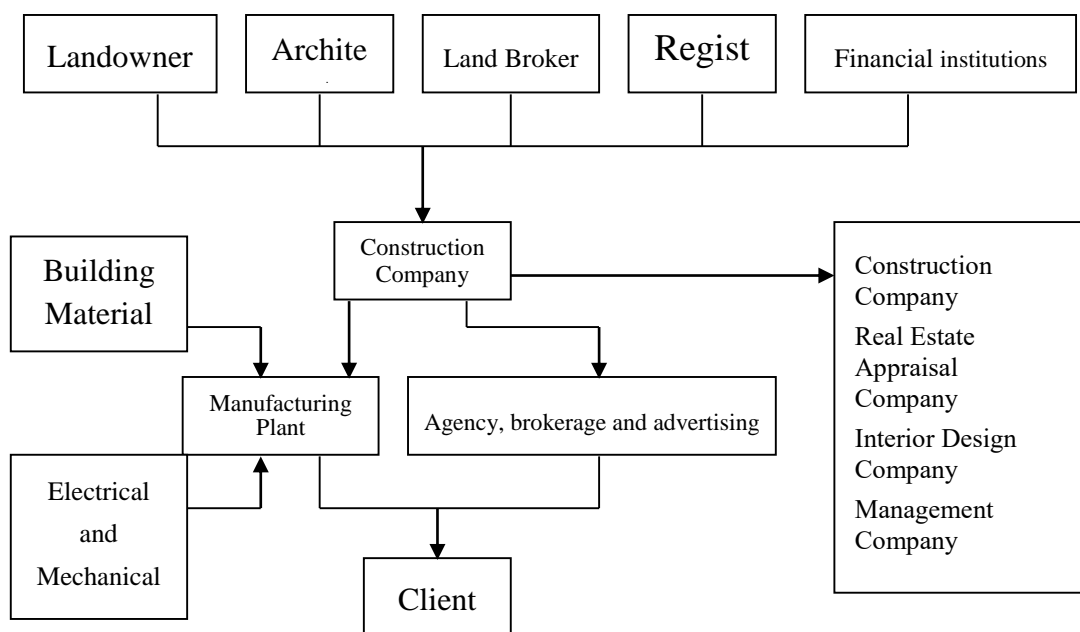 Landowner
Archite
Land Broker
Regist
Financial institutions
Construction
Company
Building
Material
Construction
Company
Real Estate
Appraisal
Company
Interior Design
Company
Management
Company
Manufacturing
Plant
Agency, brokerage and advertising
Electrical
and
Mechanical
Client